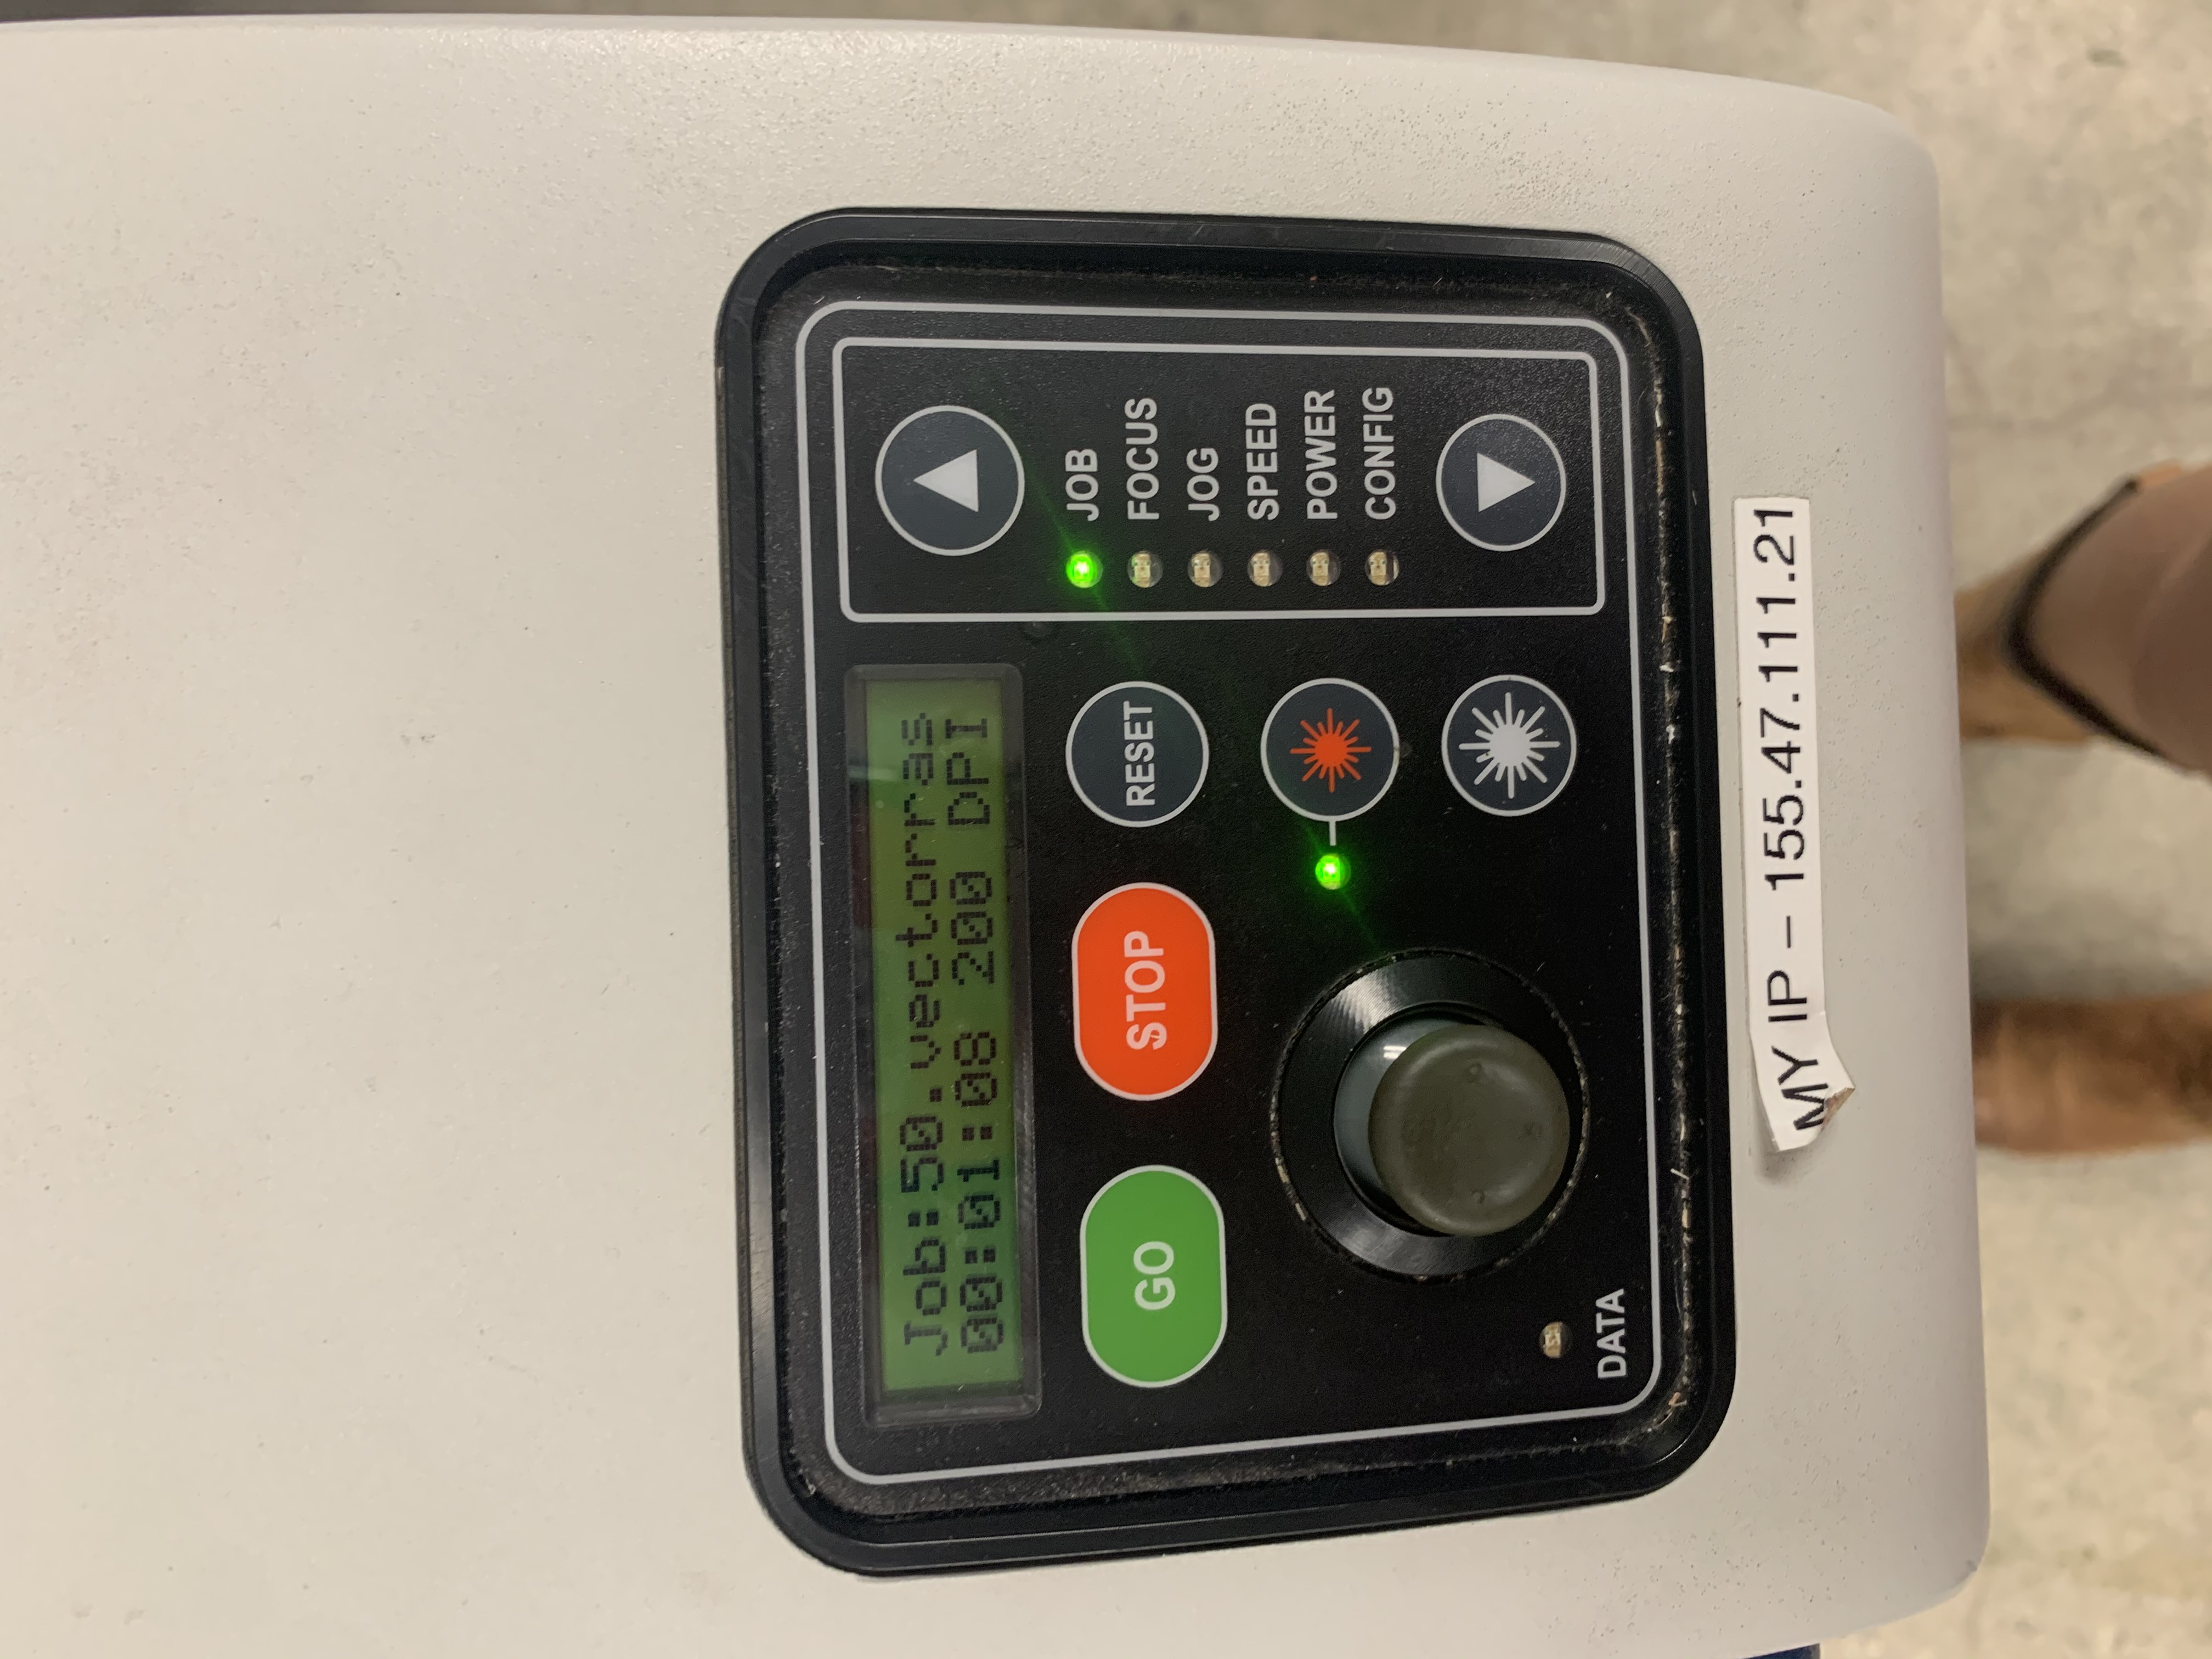 Job:50.vectorras
00:01:08 200 DPI
GO
STOP
RESET
JOB
FOCUS
JOG
SPEED
POWER
CONFIG
DATA
MY IP – 155.47.111.21